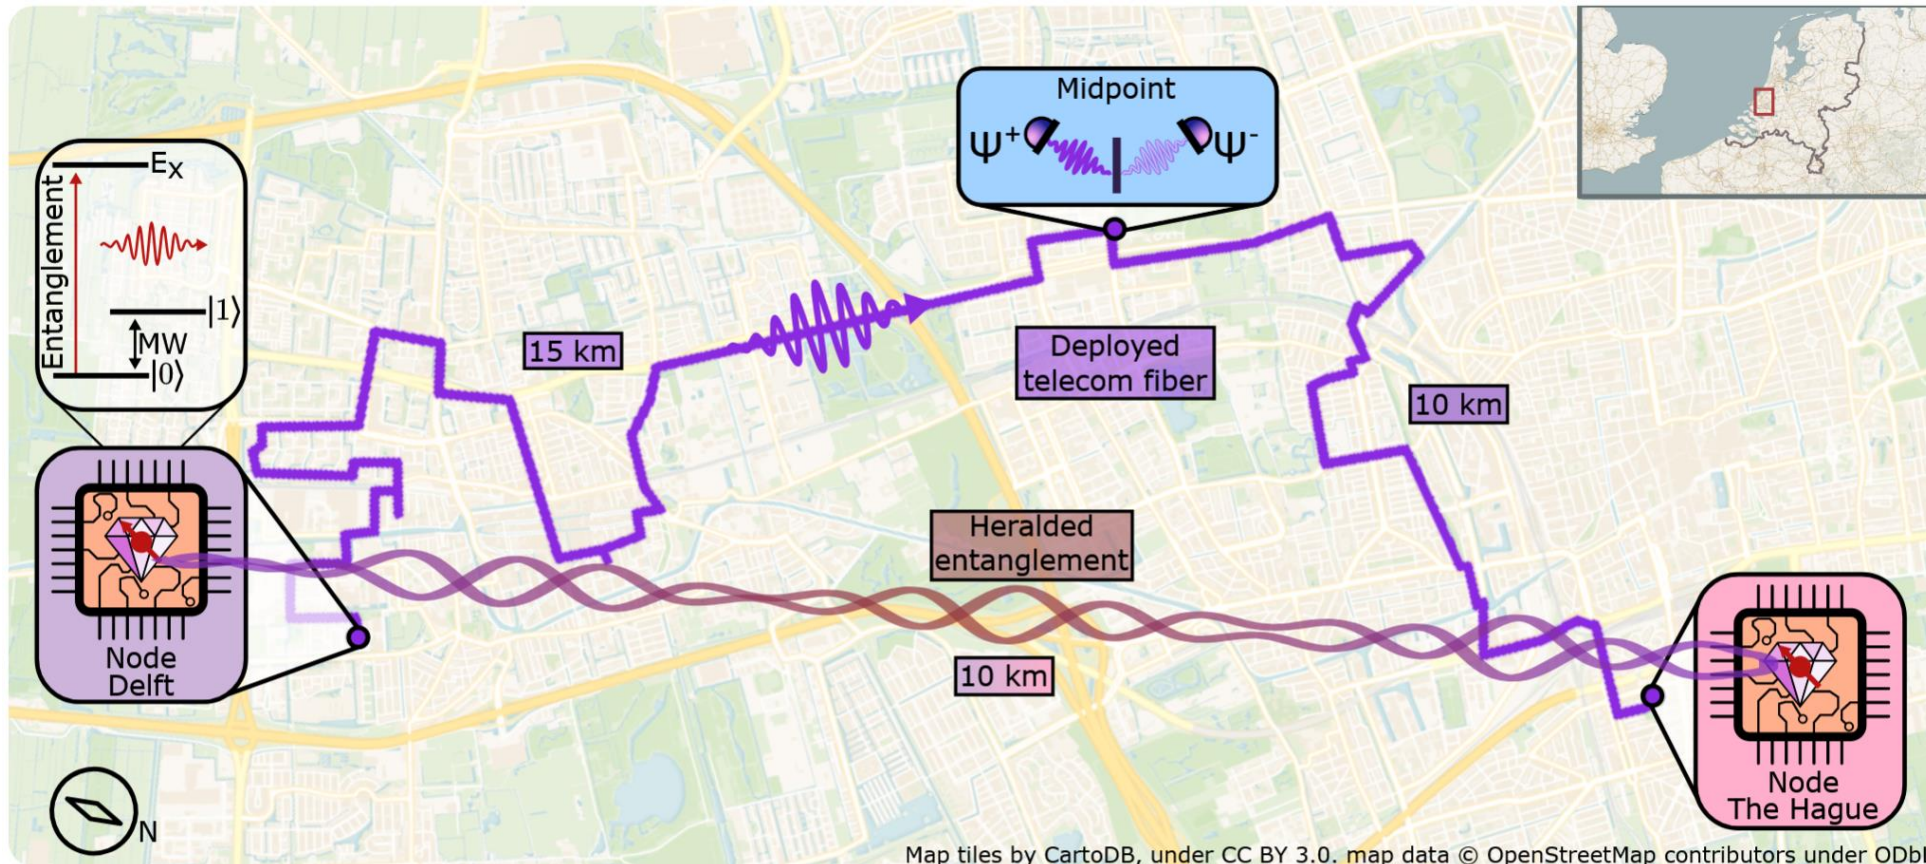 Midpoint
Ψ⁺ Ψ⁻
Entanglement
Eₓ
|1⟩
MW
|0⟩
15 km
Deployed
telecom fiber
10 km
Heralded
entanglement
10 km
Node
Delft
Node
The Hague
N
Map tiles by CartoDB, under CC BY 3.0. map data © OpenStreetMap contributors under ODb